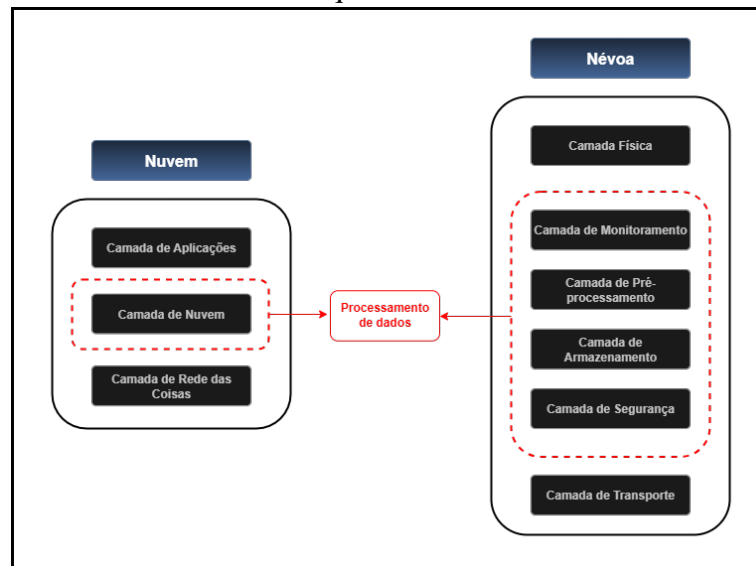 Nuvem
Camada de Aplicações
Camada de Nuvem
Camada de Rede das
Coisas
Processamento
de dados
Névoa
Camada Física
Camada de Monitoramento
Camada de Pré-
processamento
Camada de
Armazenamento
Camada de Segurança
Camada de Transporte